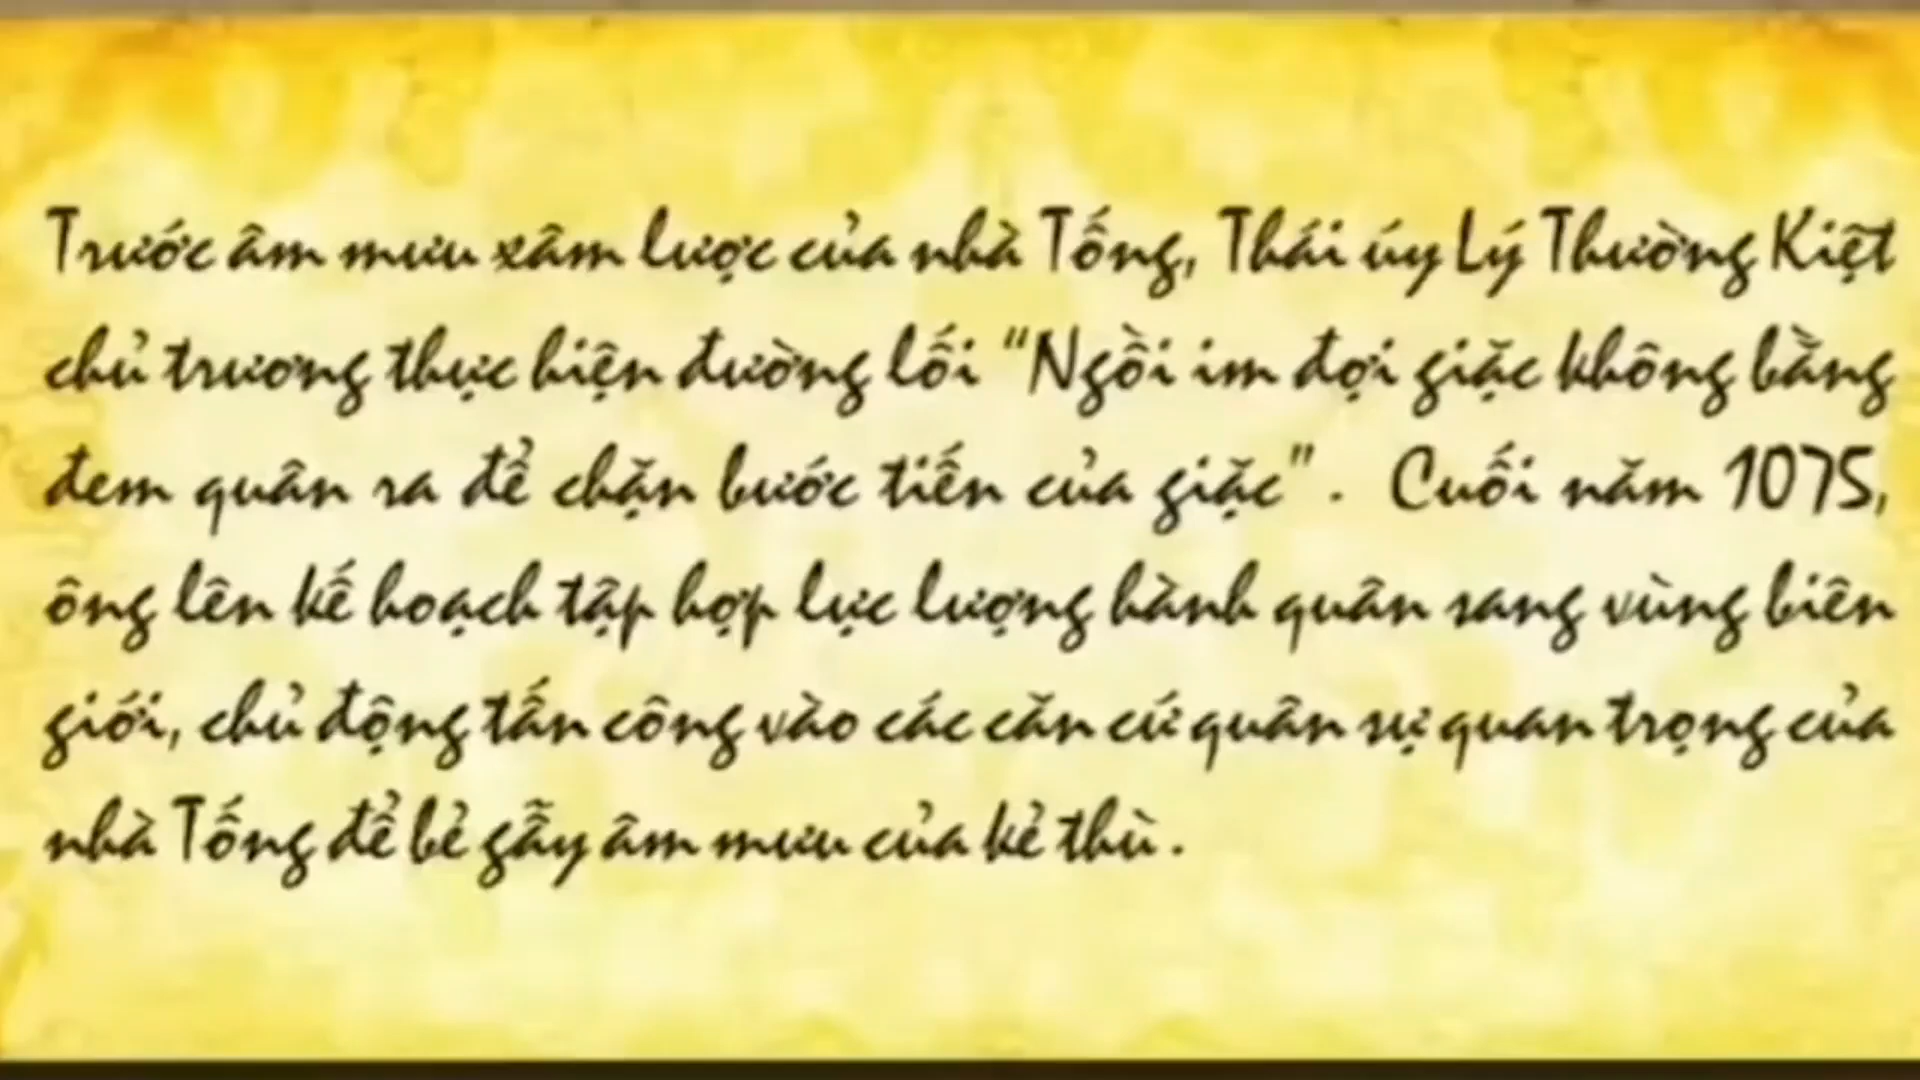 Trước âm mưu xâm lược của nhà Tống, Thái úy Lý Thường Kiệt
chủ trương thực hiện đường lối "Ngồi im đợi giặc không bằng
đem quân ra để chặn bước tiến của giặc". Cuối năm 1075,
ông lên kế hoạch tập hợp lực lượng hành quân sang vùng biên
giới, chủ động tấn công vào các căn cứ quân sự quan trọng của
nhà Tống để bẻ gẫy âm mưu của kẻ thù.